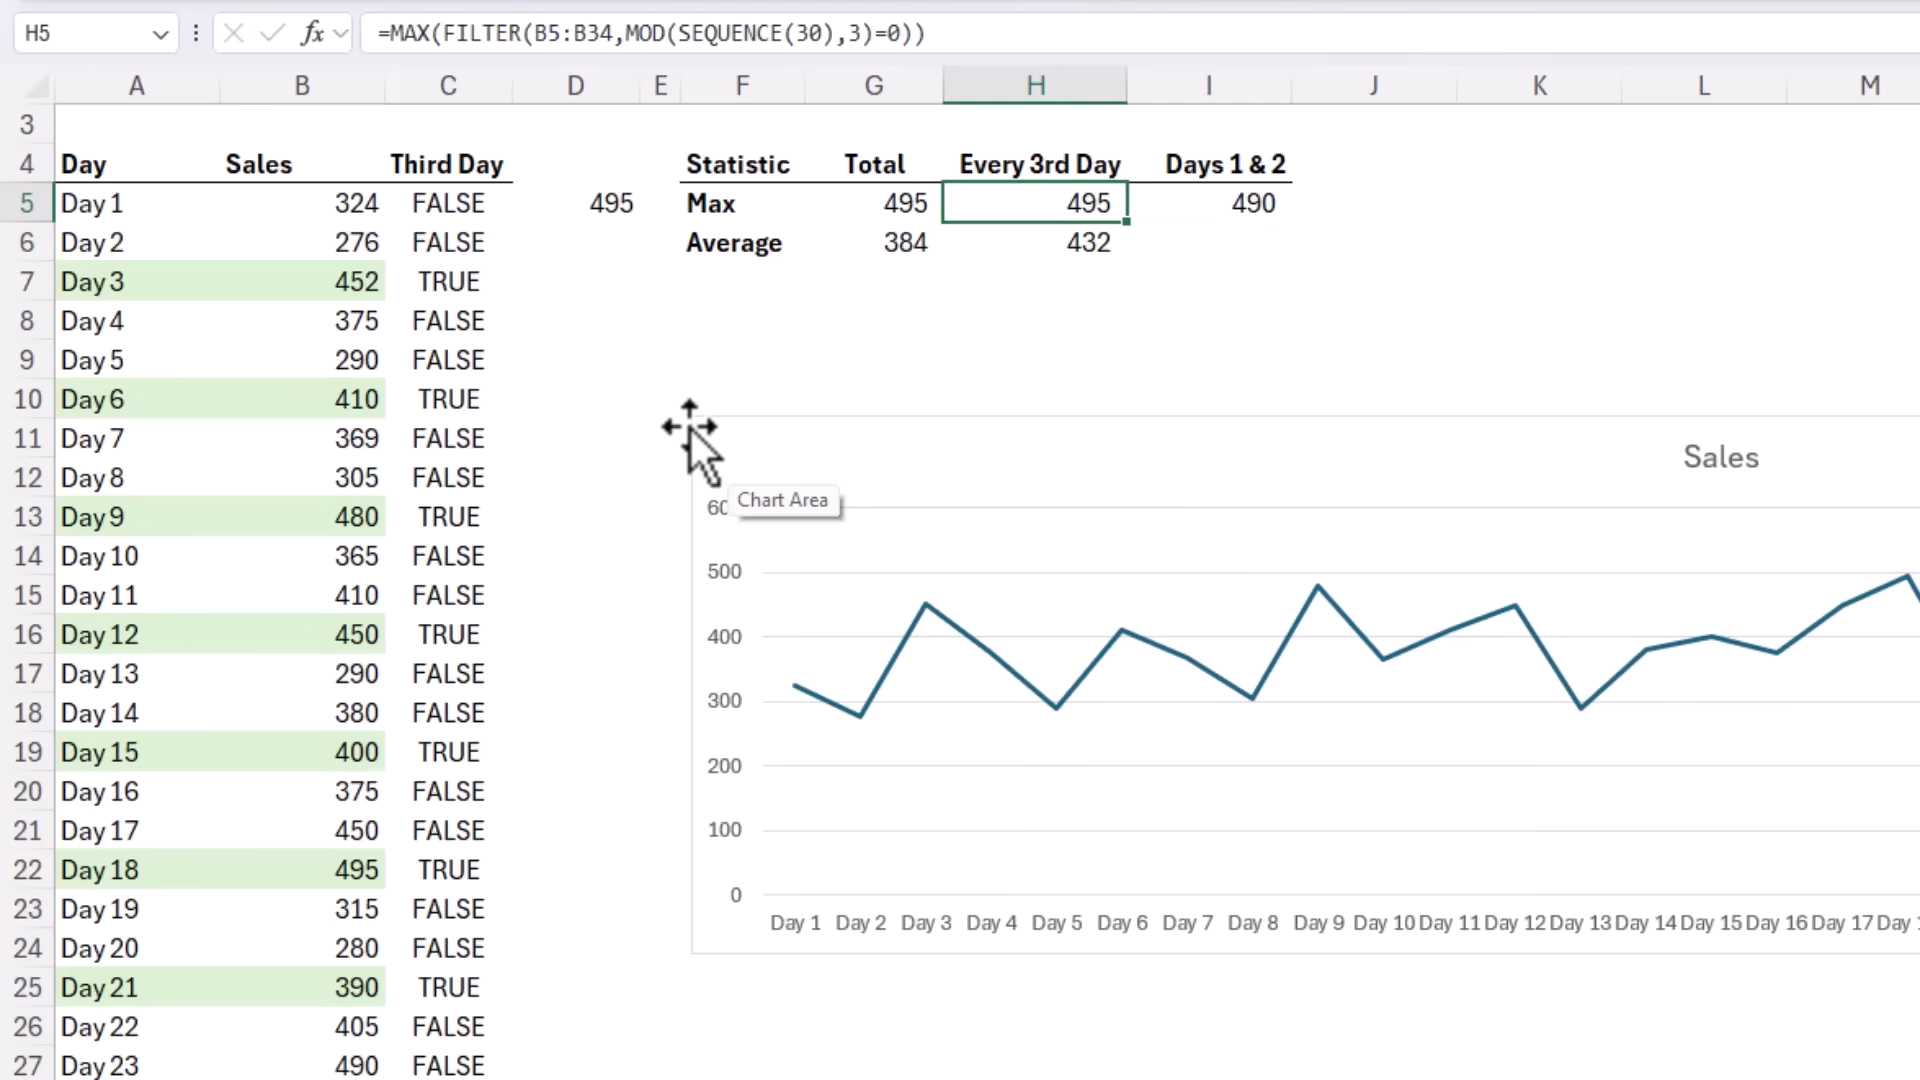 H5 fx =MAX(FILTER(B5:B34,MOD(SEQUENCE(30),3)=0))
A B C D E F G H I J K L M
3
4 Day Sales Third Day Statistic Total Every 3rd Day Days 1 & 2
5 Day 1 324 FALSE 495 Max 495 495 490
6 Day 2 276 FALSE Average 384 432
7 Day 3 452 TRUE
8 Day 4 375 FALSE
9 Day 5 290 FALSE
10 Day 6 410 TRUE
11 Day 7 369 FALSE
12 Day 8 305 FALSE
13 Day 9 480 TRUE
14 Day 10 365 FALSE
15 Day 11 410 FALSE
16 Day 12 450 TRUE
17 Day 13 290 FALSE
18 Day 14 380 FALSE
19 Day 15 400 TRUE
20 Day 16 375 FALSE
21 Day 17 450 FALSE
22 Day 18 495 TRUE
23 Day 19 315 FALSE
24 Day 20 280 FALSE
25 Day 21 390 TRUE
26 Day 22 405 FALSE
27 Day 23 490 FALSE
Sales
Chart Area
500
400
300
200
100
0
Day 1 Day 2 Day 3 Day 4 Day 5 Day 6 Day 7 Day 8 Day 9 Day 10 Day 11 Day 12 Day 13 Day 14 Day 15 Day 16 Day 17 Day